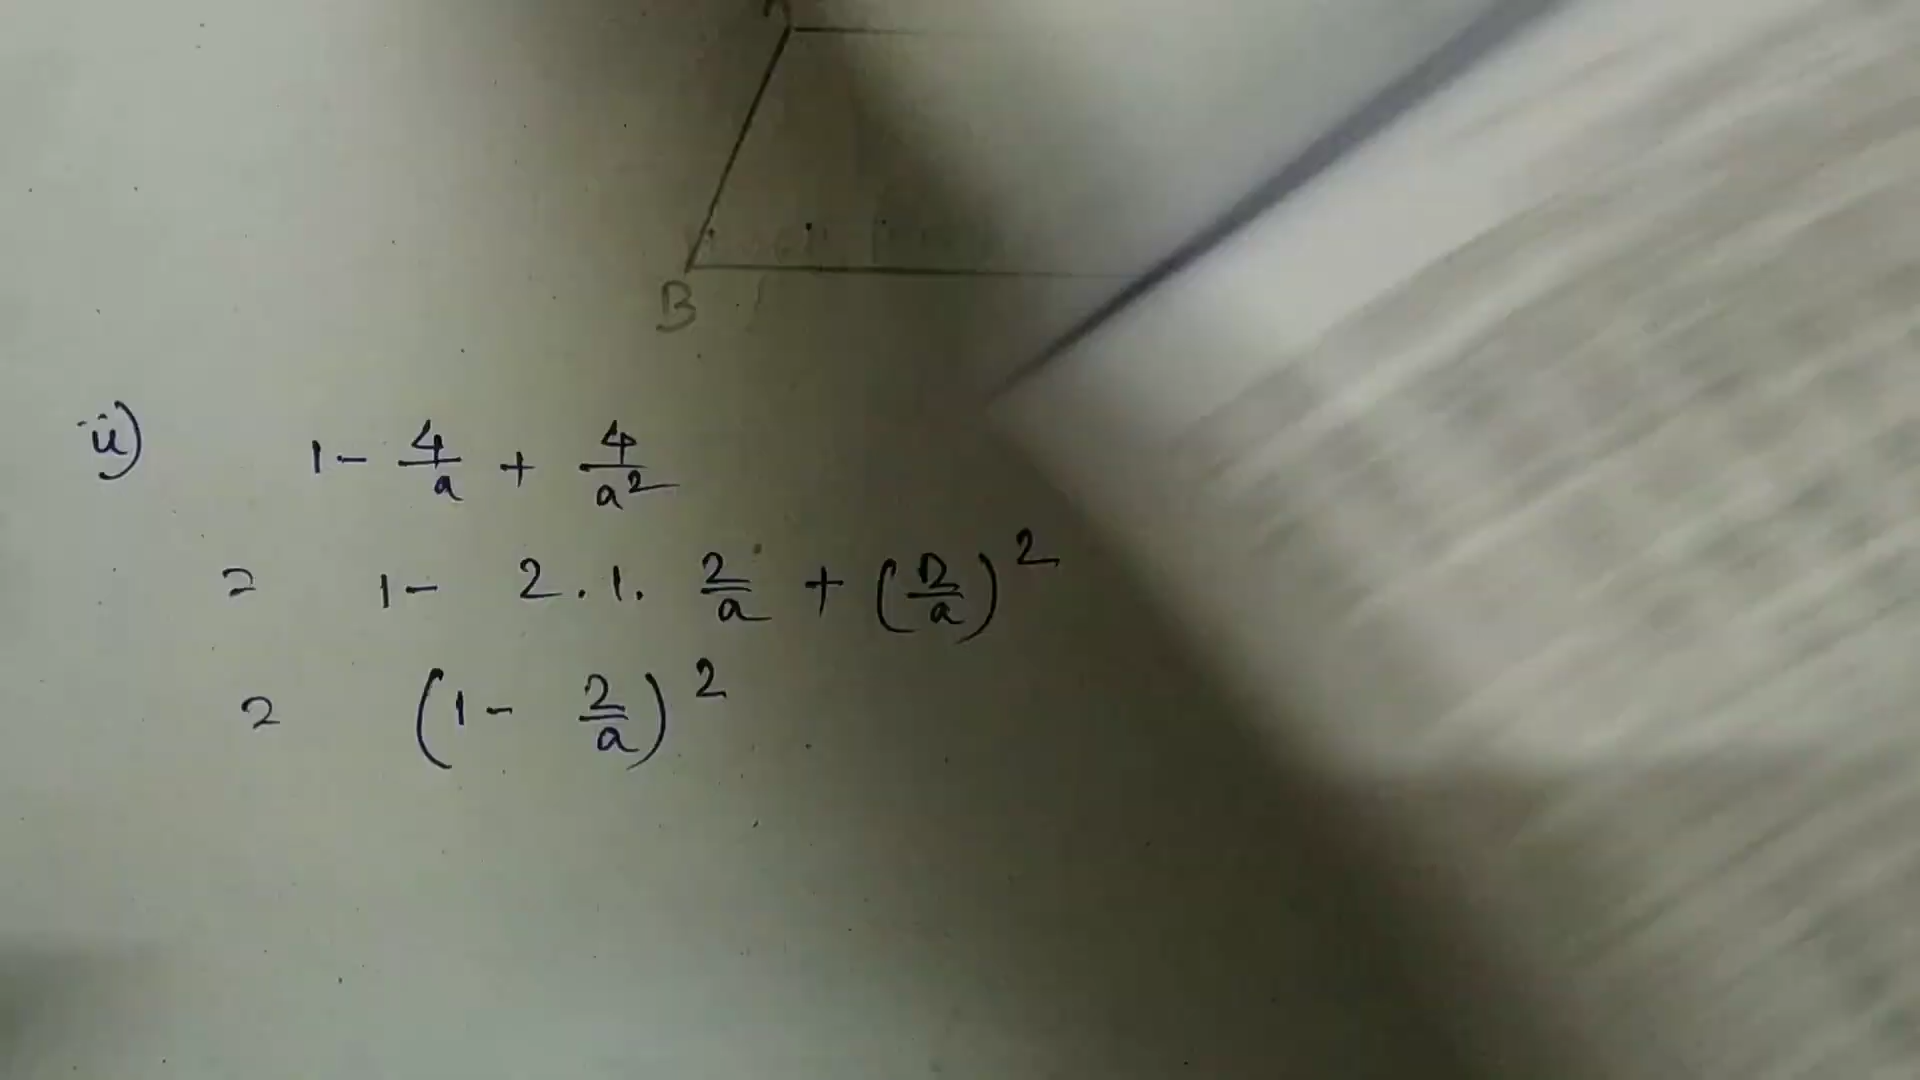 B
ii) 1 - 4/a + 4/a²
= 1 - 2 . 1 . 2/a + (2/a)²
= (1 - 2/a)²